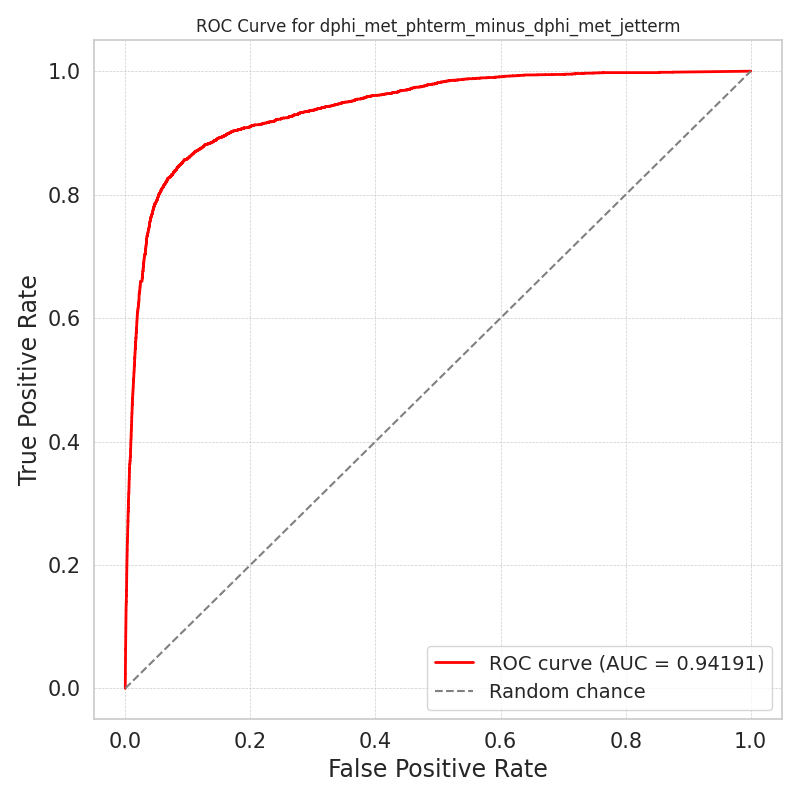 ROC Curve for dphi_met_phterm_minus_dphi_met_jetterm
True Positive Rate
1.0
0.8
0.6
0.4
0.2
0.0
ROC curve (AUC = 0.94191)
Random chance
0.0 0.2 0.4 0.6 0.8 1.0
False Positive Rate